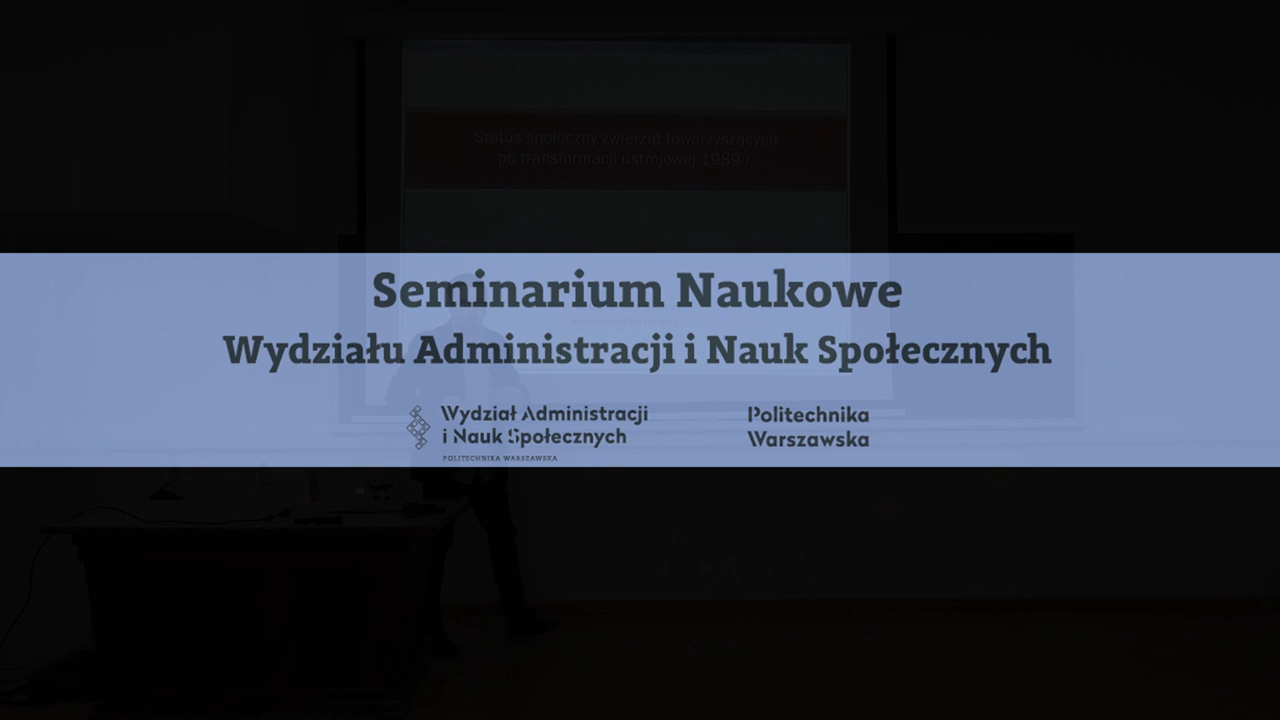 Status społeczny zwierząt towarzyszących
po transformacji ustrojowej 1989 r.
Seminarium Naukowe
Wydziału Administracji i Nauk Społecznych
Wydział Administracji
i Nauk Społecznych
POLITECHNIKA WARSZAWSKA
Politechnika
Warszawska